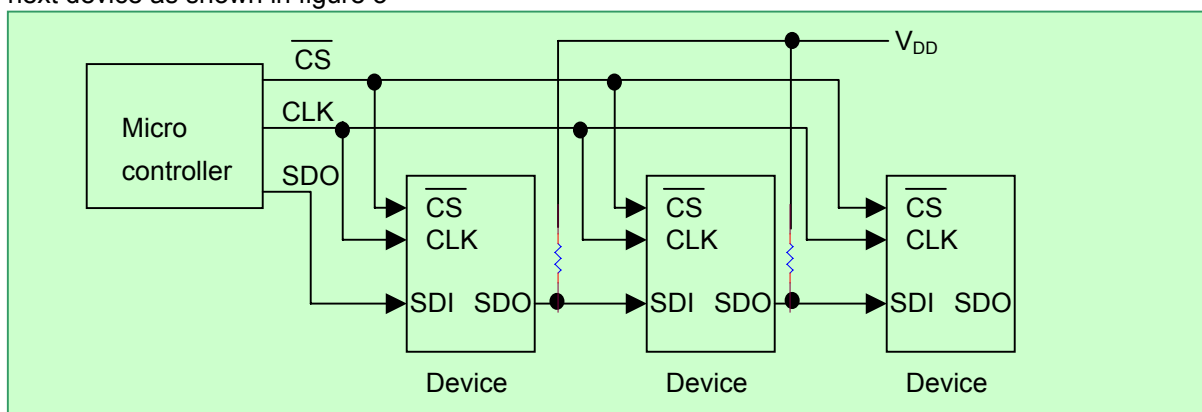 next device as shown in figure 3
CS
V_DD
CLK
Micro
controller
SDO
CS CS CS
CLK CLK CLK
SDI SDO SDI SDO SDI SDO
Device Device Device